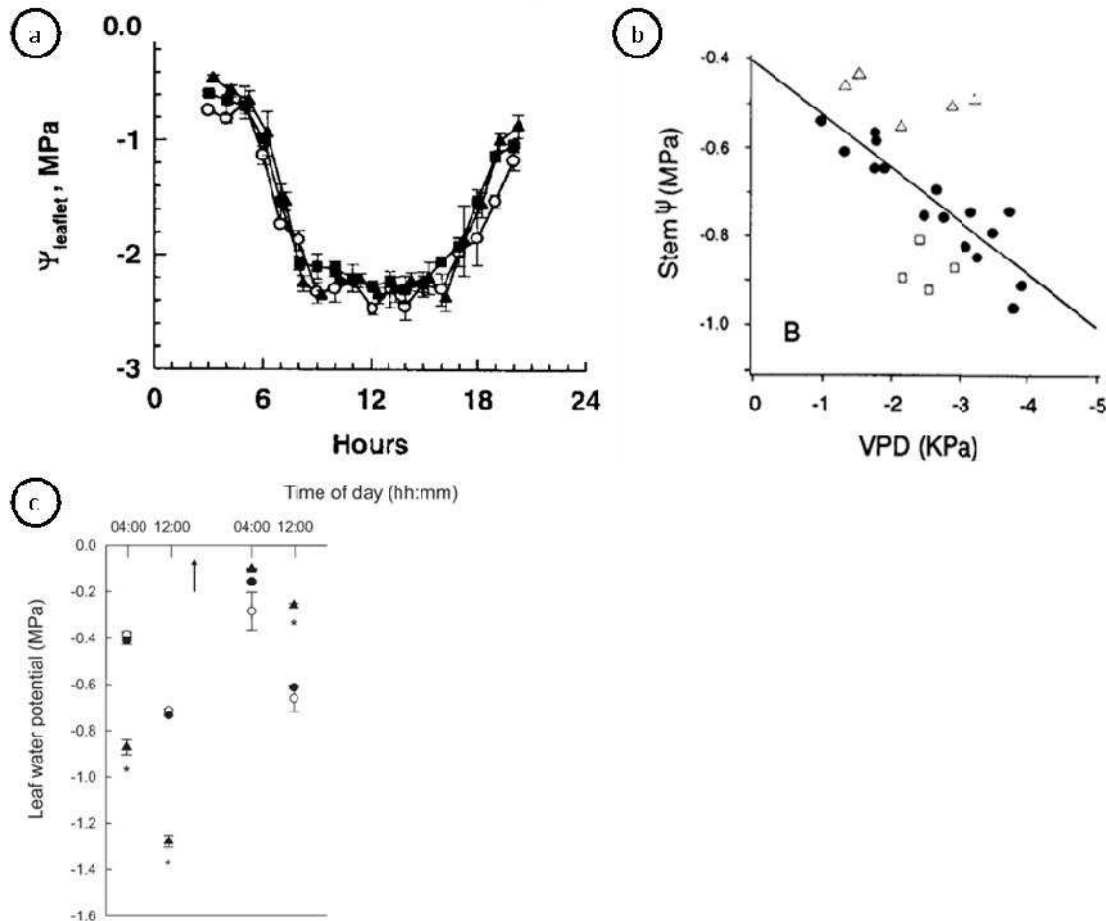 a
0.0
-1
-2
-3
Ψleaflet, MPa
0 6 12 18 24
Hours
b
-0.4
-0.6
-0.8
-1.0
Stem Ψ (MPa)
B
0 -1 -2 -3 -4 -5
VPD (KPa)
c
Time of day (hh:mm)
04:00 12:00 04:00 12:00
0.0
-0.2
-0.4
-0.6
-0.8
-1.0
-1.2
-1.4
-1.6
Leaf water potential (MPa)
*
*
*